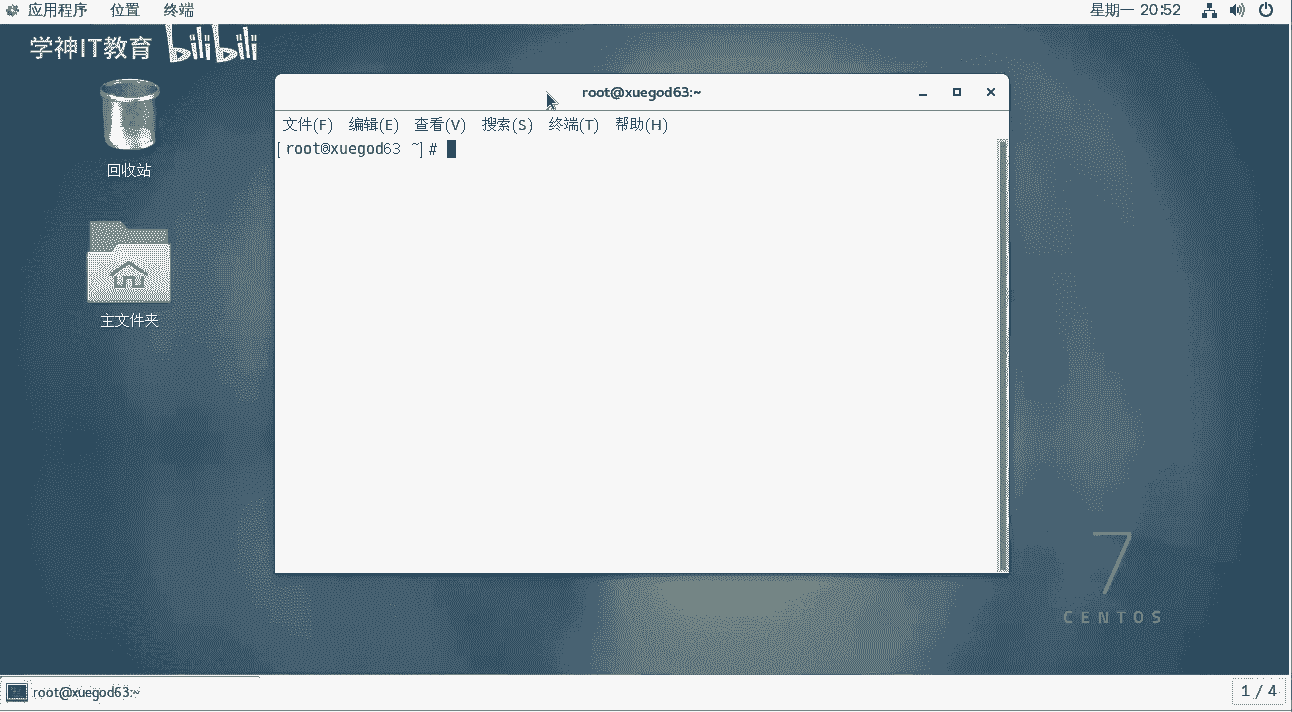 应用程序 位置 终端 星期一 20:52
学神IT教育 bilibili
root@xuegod63:~
文件(F) 编辑(E) 查看(V) 搜索(S) 终端(T) 帮助(H)
[root@xuegod63 ~]#
回收站
主文件夹
7
CENTOS
root@xuegod63:~ 1 / 4